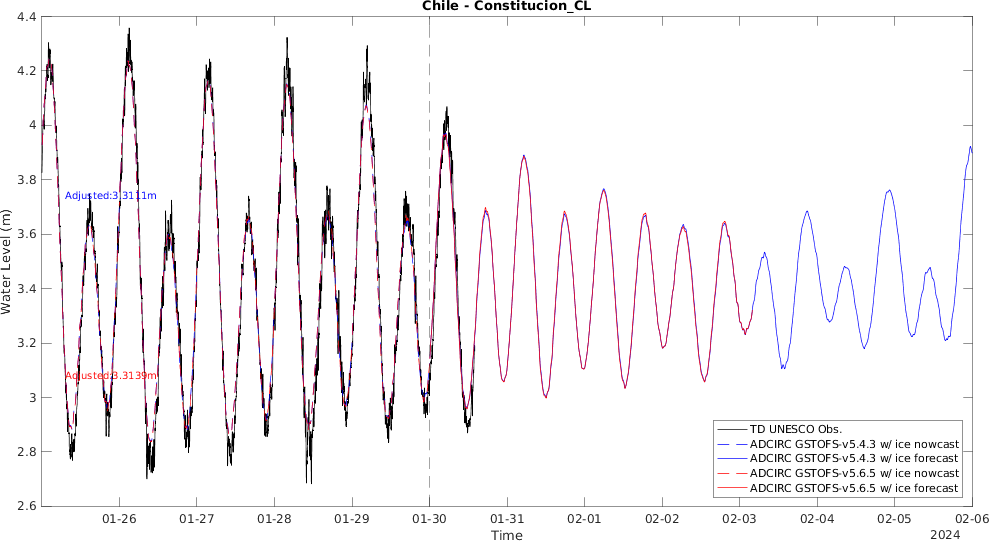 Chile - Constitucion_CL
4.4
4.2
4
3.8
3.6
3.4
3.2
3
2.8
2.6
Water Level (m)
Adjusted:3.3111m
Adjusted:3.3139m
TD UNESCO Obs.
ADCIRC GSTOFS-v5.4.3 w/ ice nowcast
ADCIRC GSTOFS-v5.4.3 w/ ice forecast
ADCIRC GSTOFS-v5.6.5 w/ ice nowcast
ADCIRC GSTOFS-v5.6.5 w/ ice forecast
01-26 01-27 01-28 01-29 01-30 01-31 02-01 02-02 02-03 02-04 02-05 02-06
Time
2024